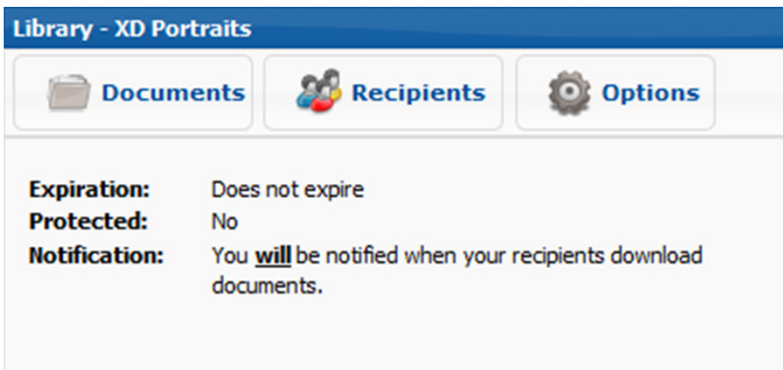 Library - XD Portraits
Documents Recipients Options
Expiration: Does not expire
Protected: No
Notification: You will be notified when your recipients download
documents.